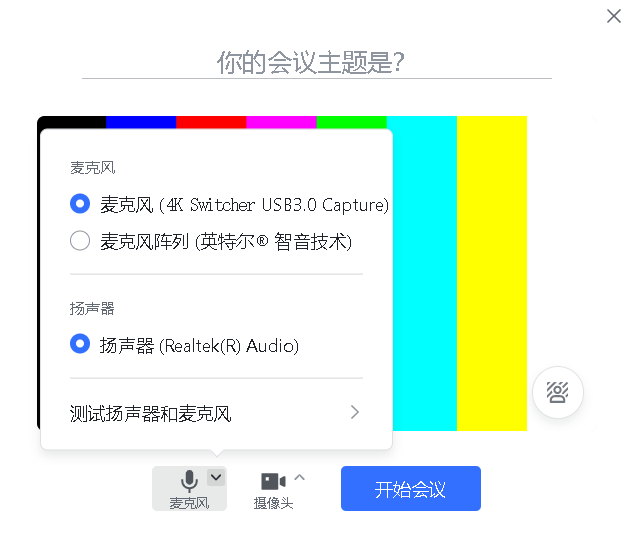 你的会议主题是？
麦克风
麦克风 (4K Switcher USB3.0 Capture)
麦克风阵列 (英特尔® 智音技术)
扬声器
扬声器 (Realtek(R) Audio)
测试扬声器和麦克风
麦克风
摄像头
开始会议